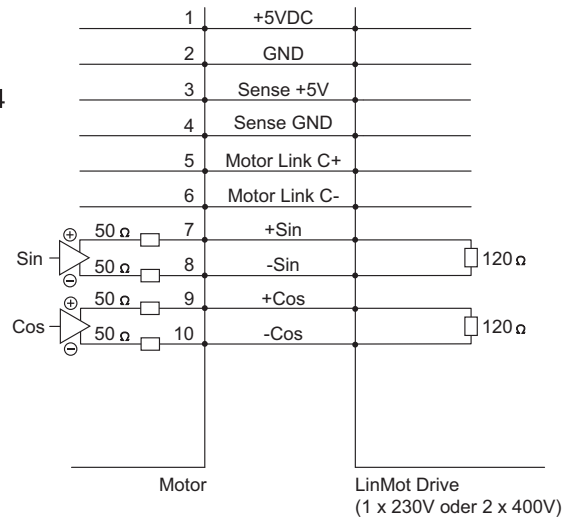 1 +5VDC
2 GND
3 Sense +5V
4
4 Sense GND
5 Motor Link C+
6 Motor Link C-
⊕ 50 Ω 7 +Sin
Sin 120 Ω
50 Ω 8 -Sin
⊖
⊕ 50 Ω 9 +Cos
Cos 120 Ω
50 Ω 10 -Cos
⊖
Motor LinMot Drive
(1 x 230V oder 2 x 400V)